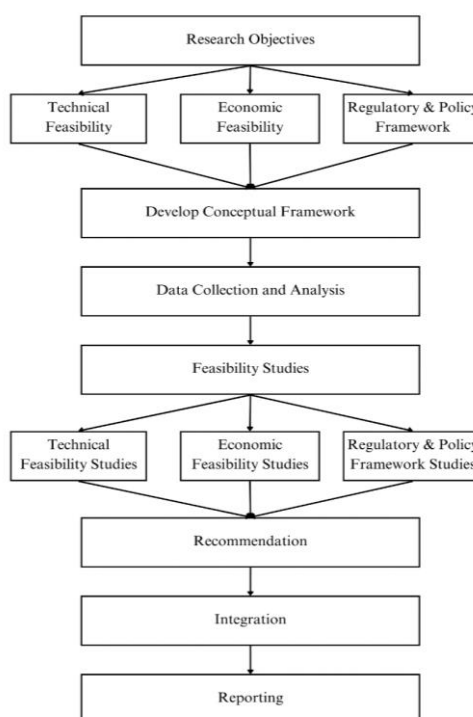 Research Objectives
Technical
Feasibility
Economic
Feasibility
Regulatory & Policy
Framework
Develop Conceptual Framework
Data Collection and Analysis
Feasibility Studies
Technical
Feasibility Studies
Economic
Feasibility Studies
Regulatory & Policy
Framework Studies
Recommendation
Integration
Reporting